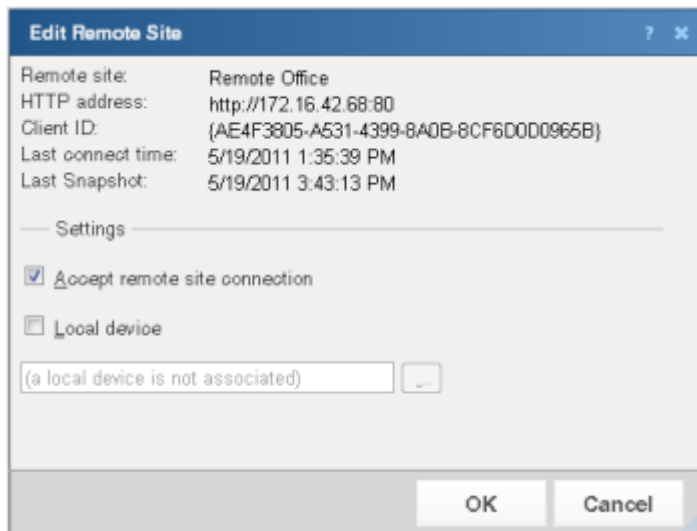 Edit Remote Site ? ×
Remote site: Remote Office
HTTP address: http://172.16.42.68:80
Client ID: {AE4F3805-A531-4399-8A0B-8CF6D0D0965B}
Last connect time: 5/19/2011 1:35:39 PM
Last Snapshot: 5/19/2011 3:43:13 PM
Settings
Accept remote site connection
Local device
(a local device is not associated) ...
OK Cancel